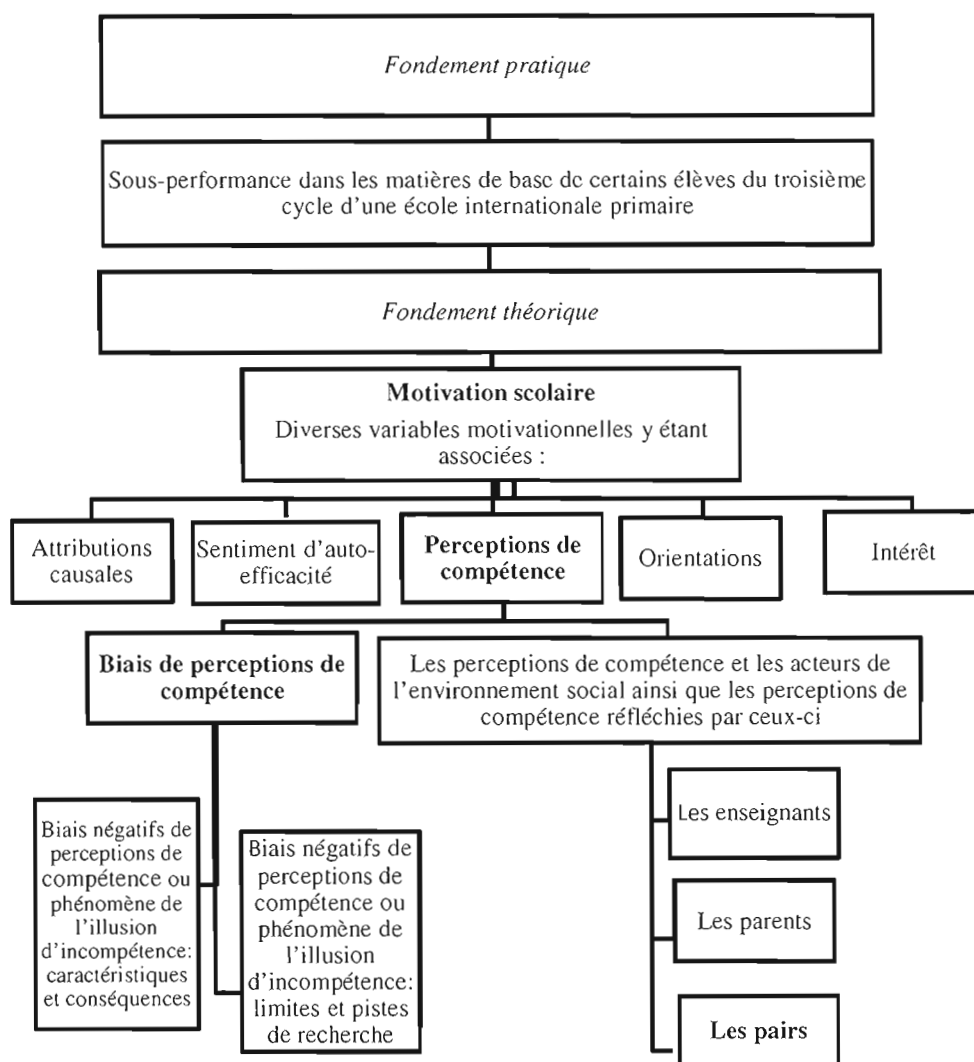 Fondement pratique
Sous-performance dans les matières de base de certains élèves du troisième
cycle d'une école internationale primaire
Fondement théorique
Motivation scolaire
Diverses variables motivationnelles y étant
associées :
Attributions
causales
Sentiment d'auto-
efficacité
Perceptions de
compétence
Orientations
Intérêt
Biais de perceptions de
compétence
Les perceptions de compétence et les acteurs de
l'environnement social ainsi que les perceptions de
compétence réfléchies par ceux-ci
Biais négatifs de
perceptions de
compétence ou
phénomène de
l'illusion
d'incompétence:
caractéristiques
et conséquences
Biais négatifs de
perceptions de
compétence ou
phénomène de
l'illusion
d'incompétence:
limites et pistes
de recherche
Les enseignants
Les parents
Les pairs